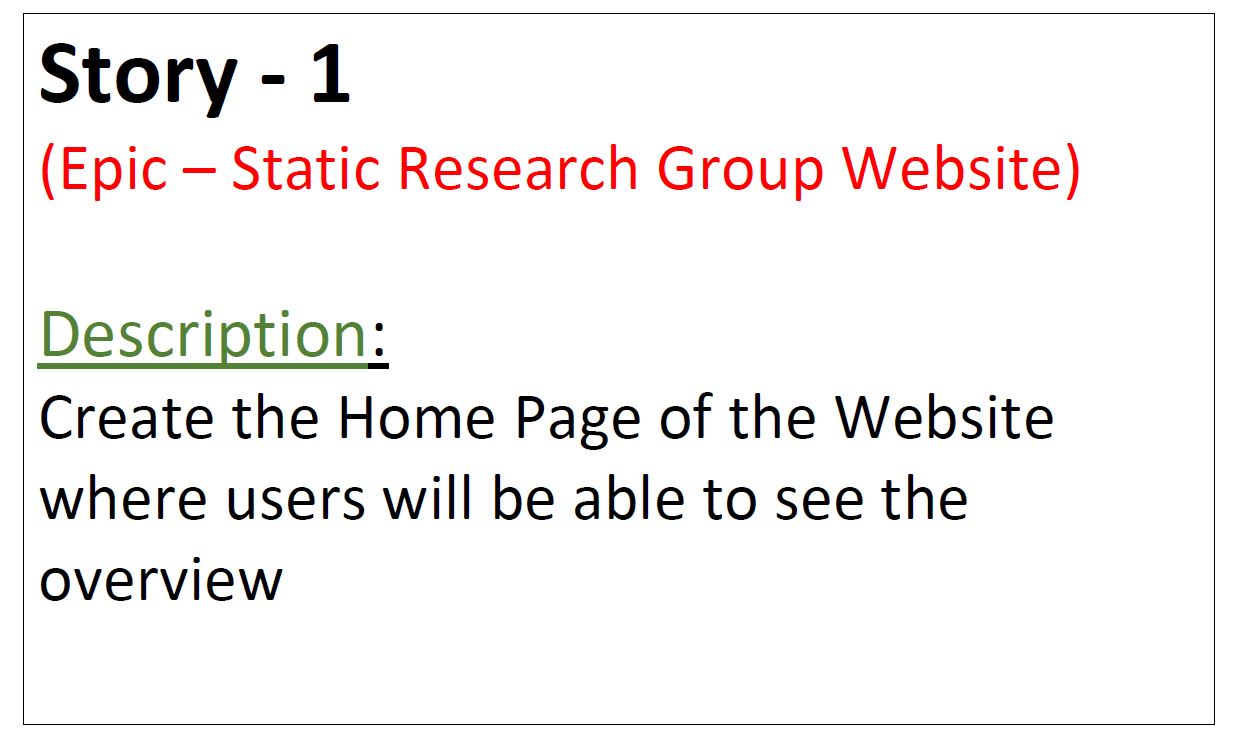 Story - 1
(Epic – Static Research Group Website)
Description:
Create the Home Page of the Website
where users will be able to see the
overview